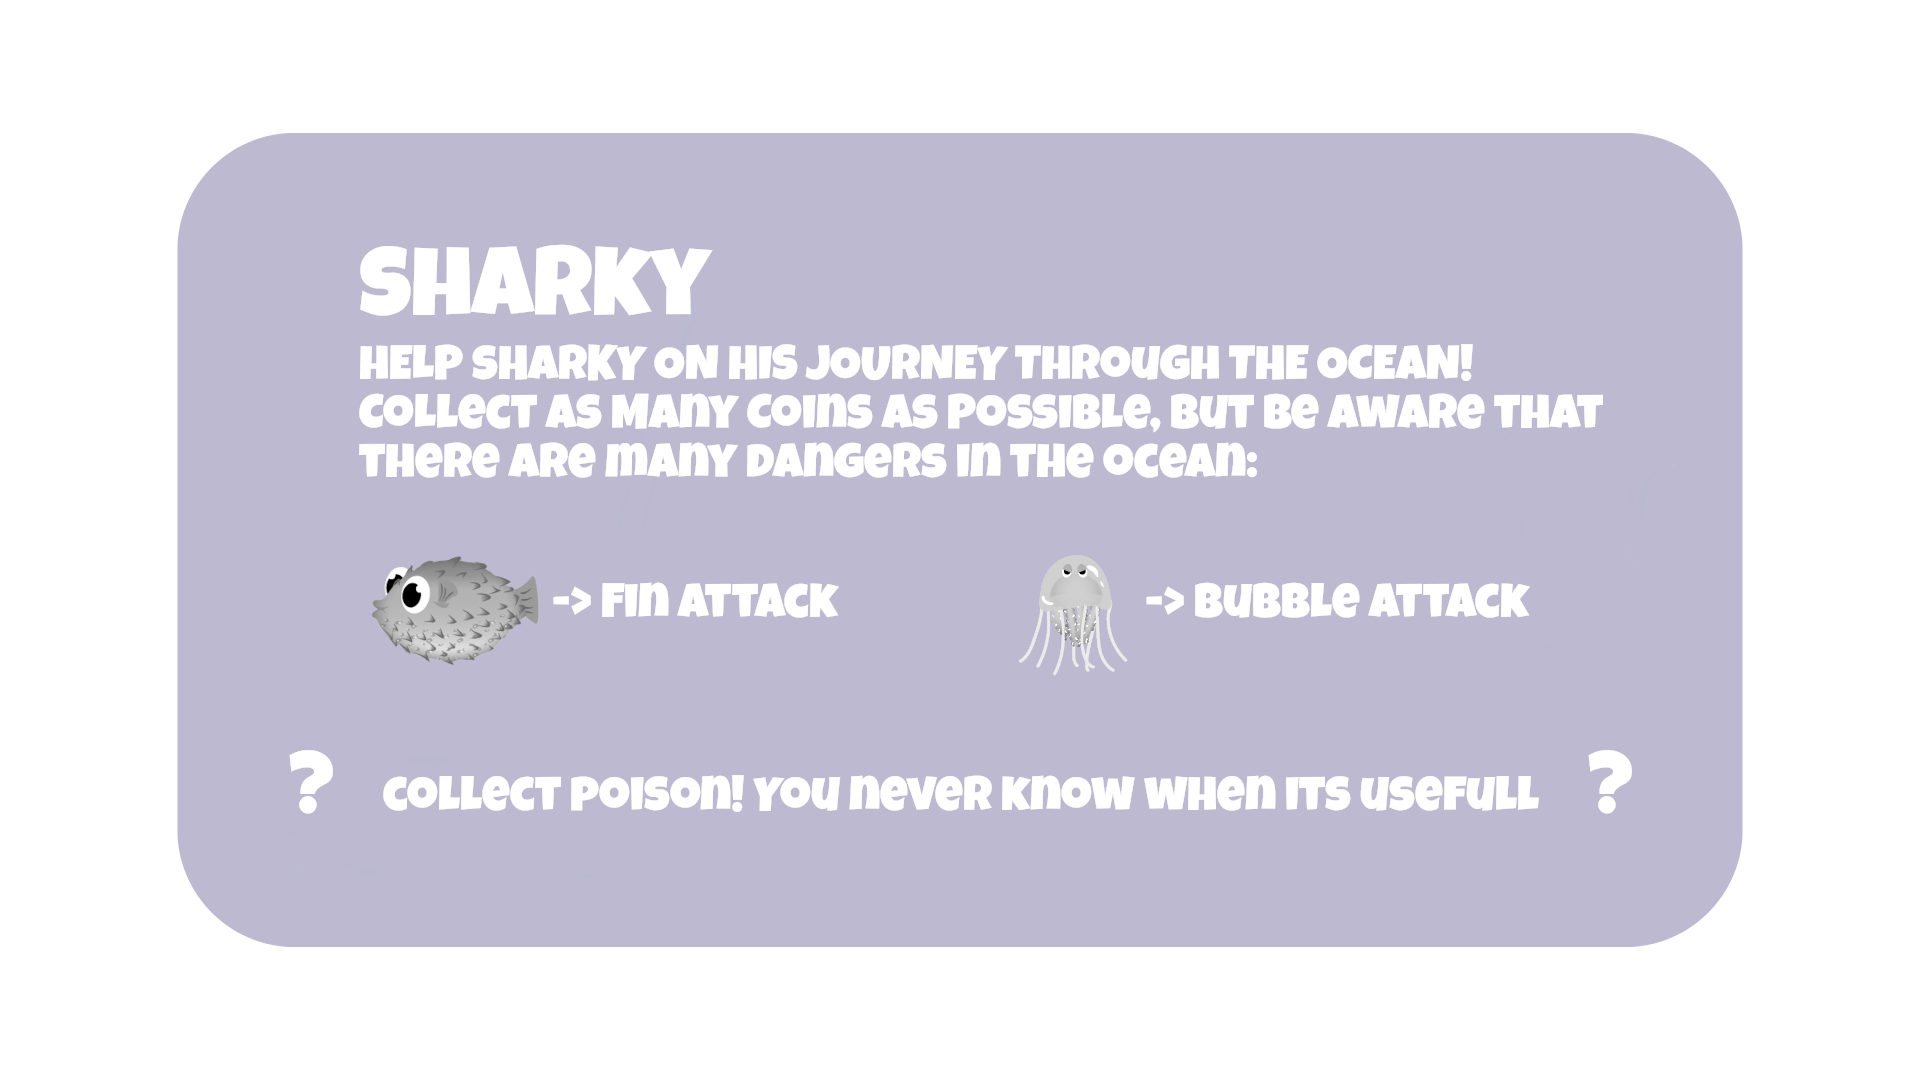 SHARKY
HELP SHARKY ON HIS JOURNEY THROUGH THE OCEAN!
COLLECT AS MANY COINS AS POSSIBLE, BUT BE AWARE THAT
THERE ARE MANY DANGERS IN THE OCEAN:
-> FIN ATTACK
-> BUBBLE ATTACK
? COLLECT POISON! YOU NEVER KNOW WHEN ITS USEFULL ?